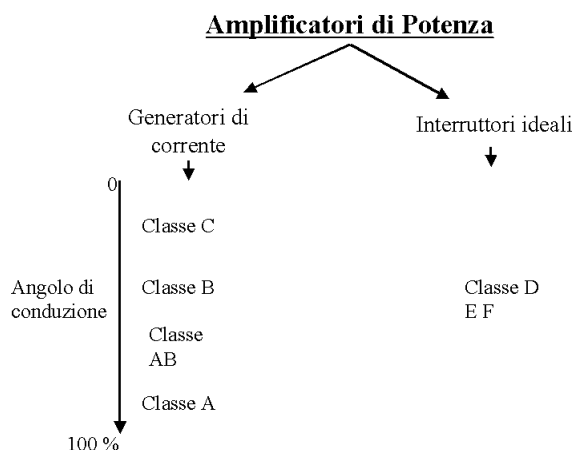 Amplificatori di Potenza
Generatori di
corrente
Interruttori ideali
0
Classe C
Angolo di
conduzione
Classe B
Classe
AB
Classe A
100 %
Classe D
E F